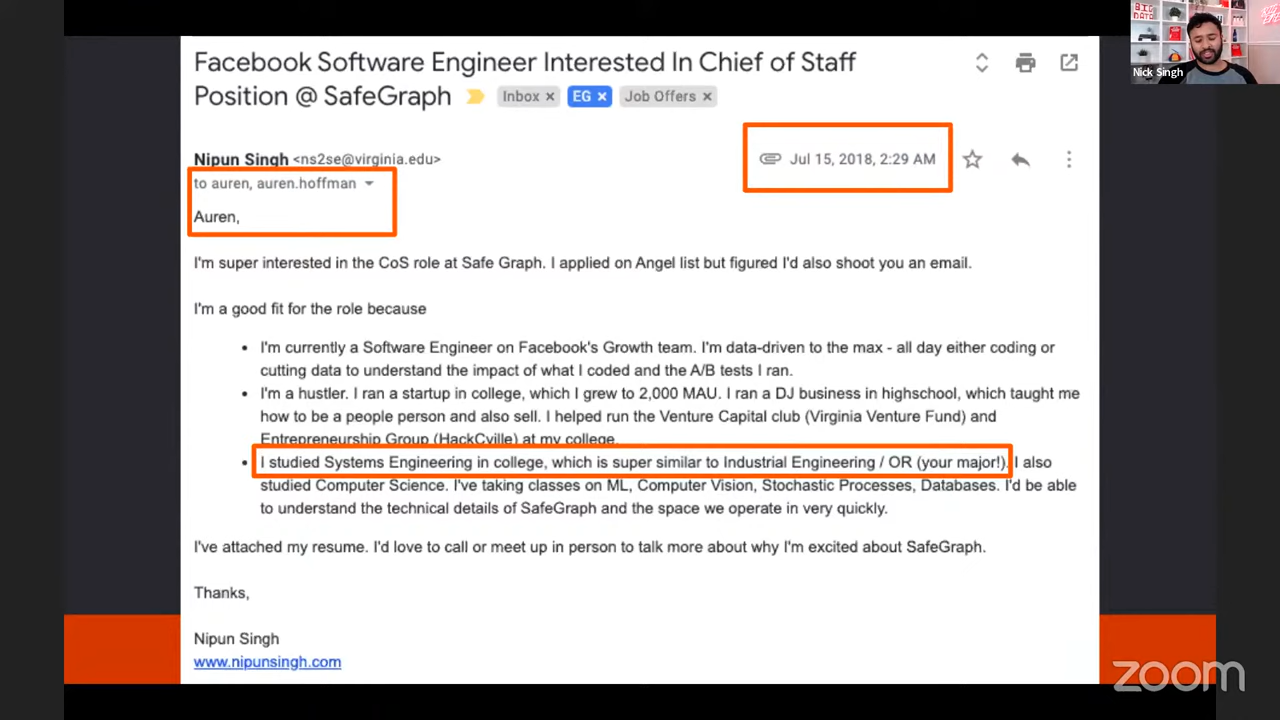 Facebook Software Engineer Interested In Chief of Staff
Position @ SafeGraph Inbox x EG x Job Offers x
Nipun Singh <ns2se@virginia.edu>
Jul 15, 2018, 2:29 AM
to auren, auren.hoffman
Auren,
I'm super interested in the CoS role at Safe Graph. I applied on Angel list but figured I'd also shoot you an email.
I'm a good fit for the role because
• I'm currently a Software Engineer on Facebook's Growth team. I'm data-driven to the max - all day either coding or
cutting data to understand the impact of what I coded and the A/B tests I ran.
• I'm a hustler. I ran a startup in college, which I grew to 2,000 MAU. I ran a DJ business in highschool, which taught me
how to be a people person and also sell. I helped run the Venture Capital club (Virginia Venture Fund) and
Entrepreneurship Group (HackCville) at my college.
• I studied Systems Engineering in college, which is super similar to Industrial Engineering / OR (your major!). I also
studied Computer Science. I've taking classes on ML, Computer Vision, Stochastic Processes, Databases. I'd be able
to understand the technical details of SafeGraph and the space we operate in very quickly.
I've attached my resume. I'd love to call or meet up in person to talk more about why I'm excited about SafeGraph.
Thanks,
Nipun Singh
www.nipunsingh.com
BIG
DATA
Nick Singh
zoom